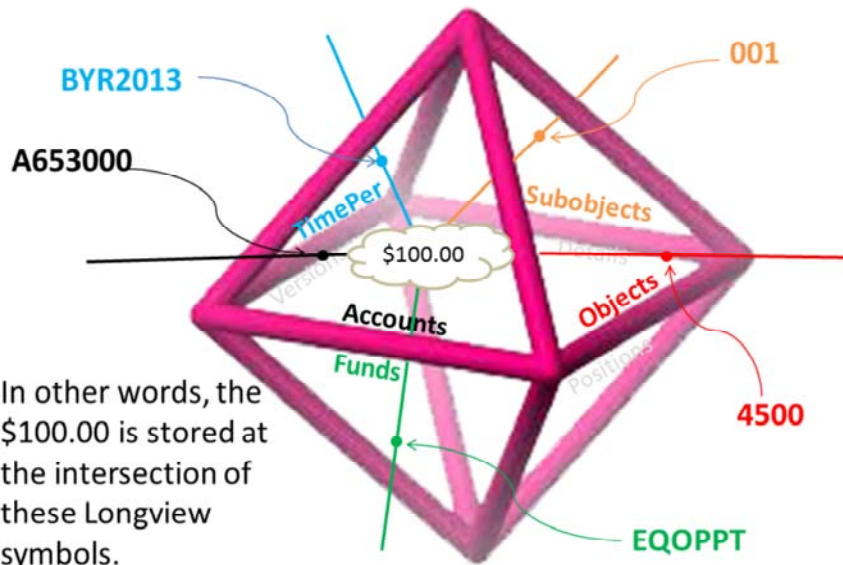 BYR2013
001
A653000
TimePer
Subobjects
$100.00
Versions
Details
Accounts
Objects
Funds
Positions
In other words, the
$100.00 is stored at
the intersection of
these Longview
symbols.
4500
EQOPPT